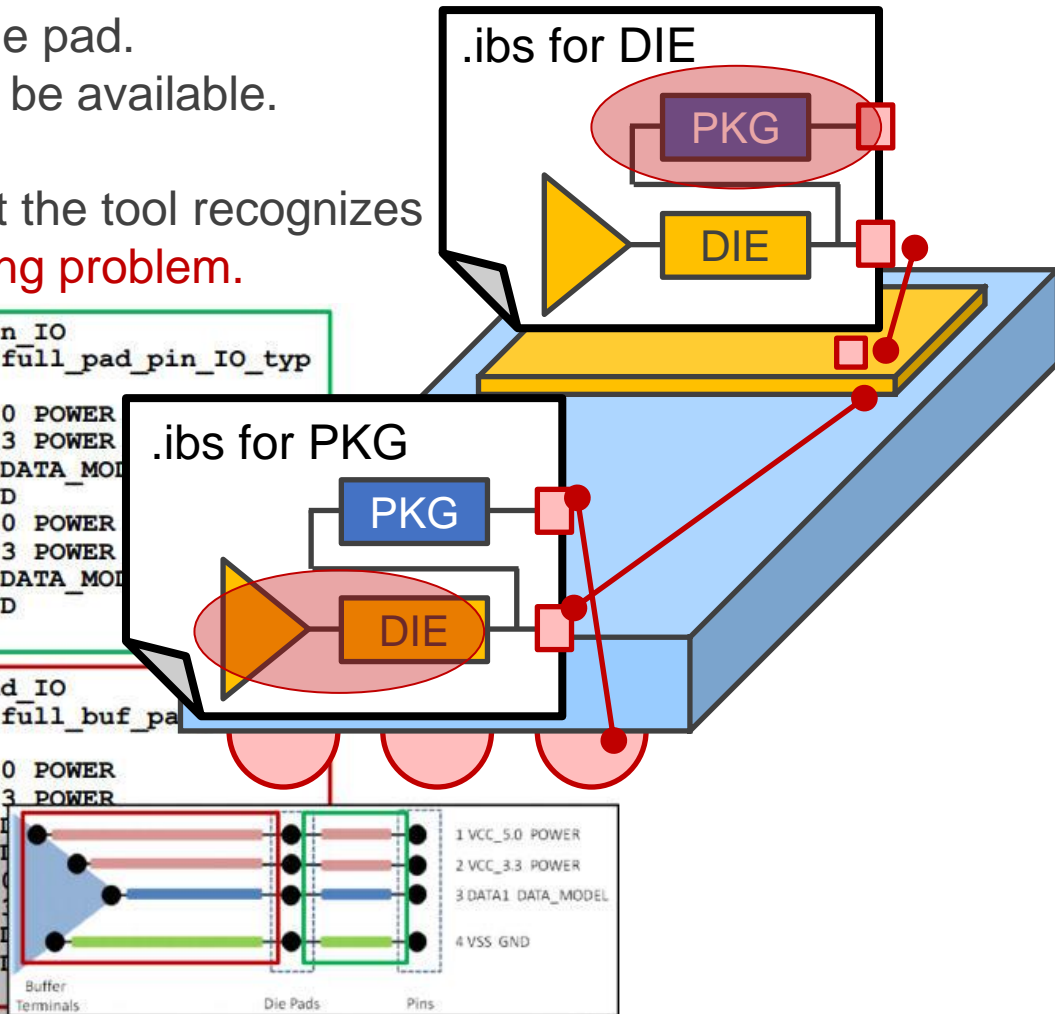 e pad.
be available.
t the tool recognizes
ng problem.
.ibs for DIE
PKG
DIE
n_IO
full_pad_pin_IO_typ
0 POWER
3 POWER
DATA_MOD
D
0 POWER
3 POWER
DATA_MOD
D
.ibs for PKG
PKG
DIE
d_IO
full_buf_pa
0 POWER
3 POWER
1 VCC_5.0 POWER
2 VCC_3.3 POWER
3 DATA1 DATA_MODEL
4 VSS GND
Buffer
Terminals
Die Pads
Pins